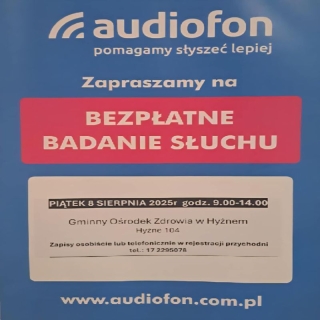 audiofon
pomagamy słyszeć lepiej
Zapraszamy na
BEZPŁATNE
BADANIE SŁUCHU
PIĄTEK 8 SIERPNIA 2025r godz. 9.00-14.00
Gminny Ośrodek Zdrowia w Hyżnem
Hyżne 104
Zapisy osobiście lub telefonicznie w rejestracji przychodni
tel.: 17 2295078
www.audiofon.com.pl